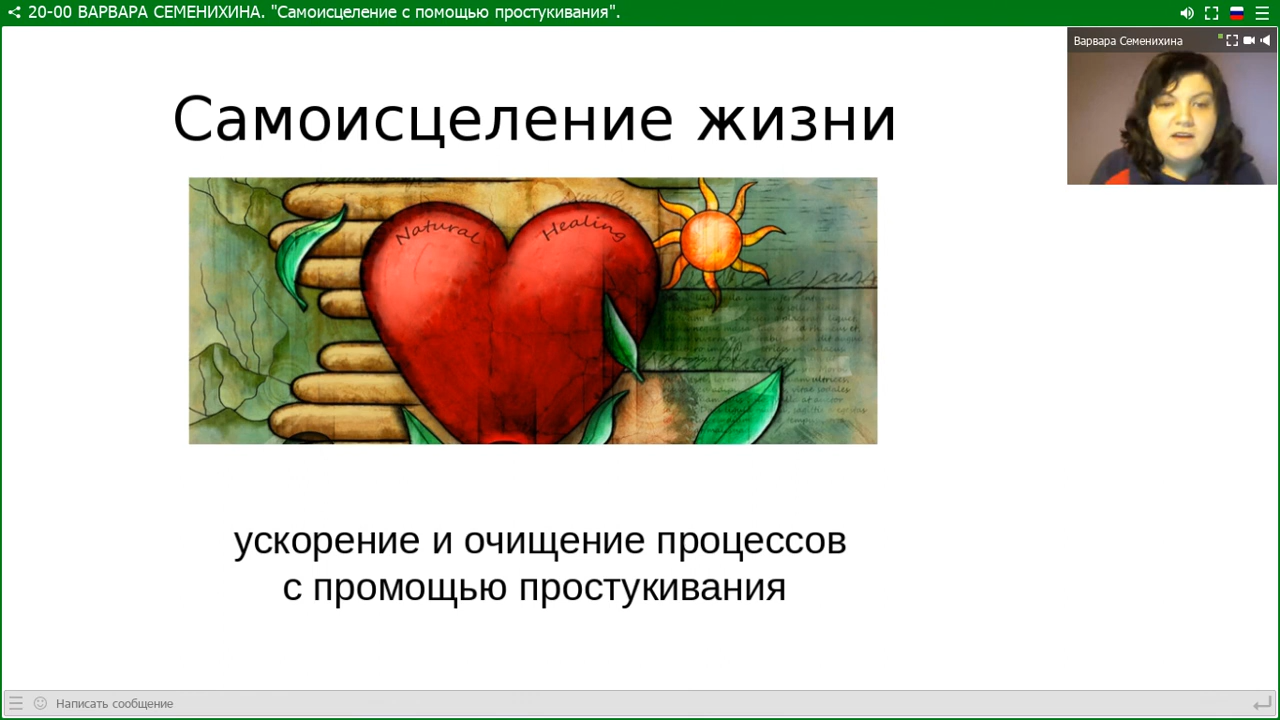 20-00 ВАРВАРА СЕМЕНИХИНА. "Самоисцеление с помощью простукивания".
Варвара Семенихина
Самоисцеление жизни
Natural Healing
ускорение и очищение процессов
с промощью простукивания
Написать сообщение